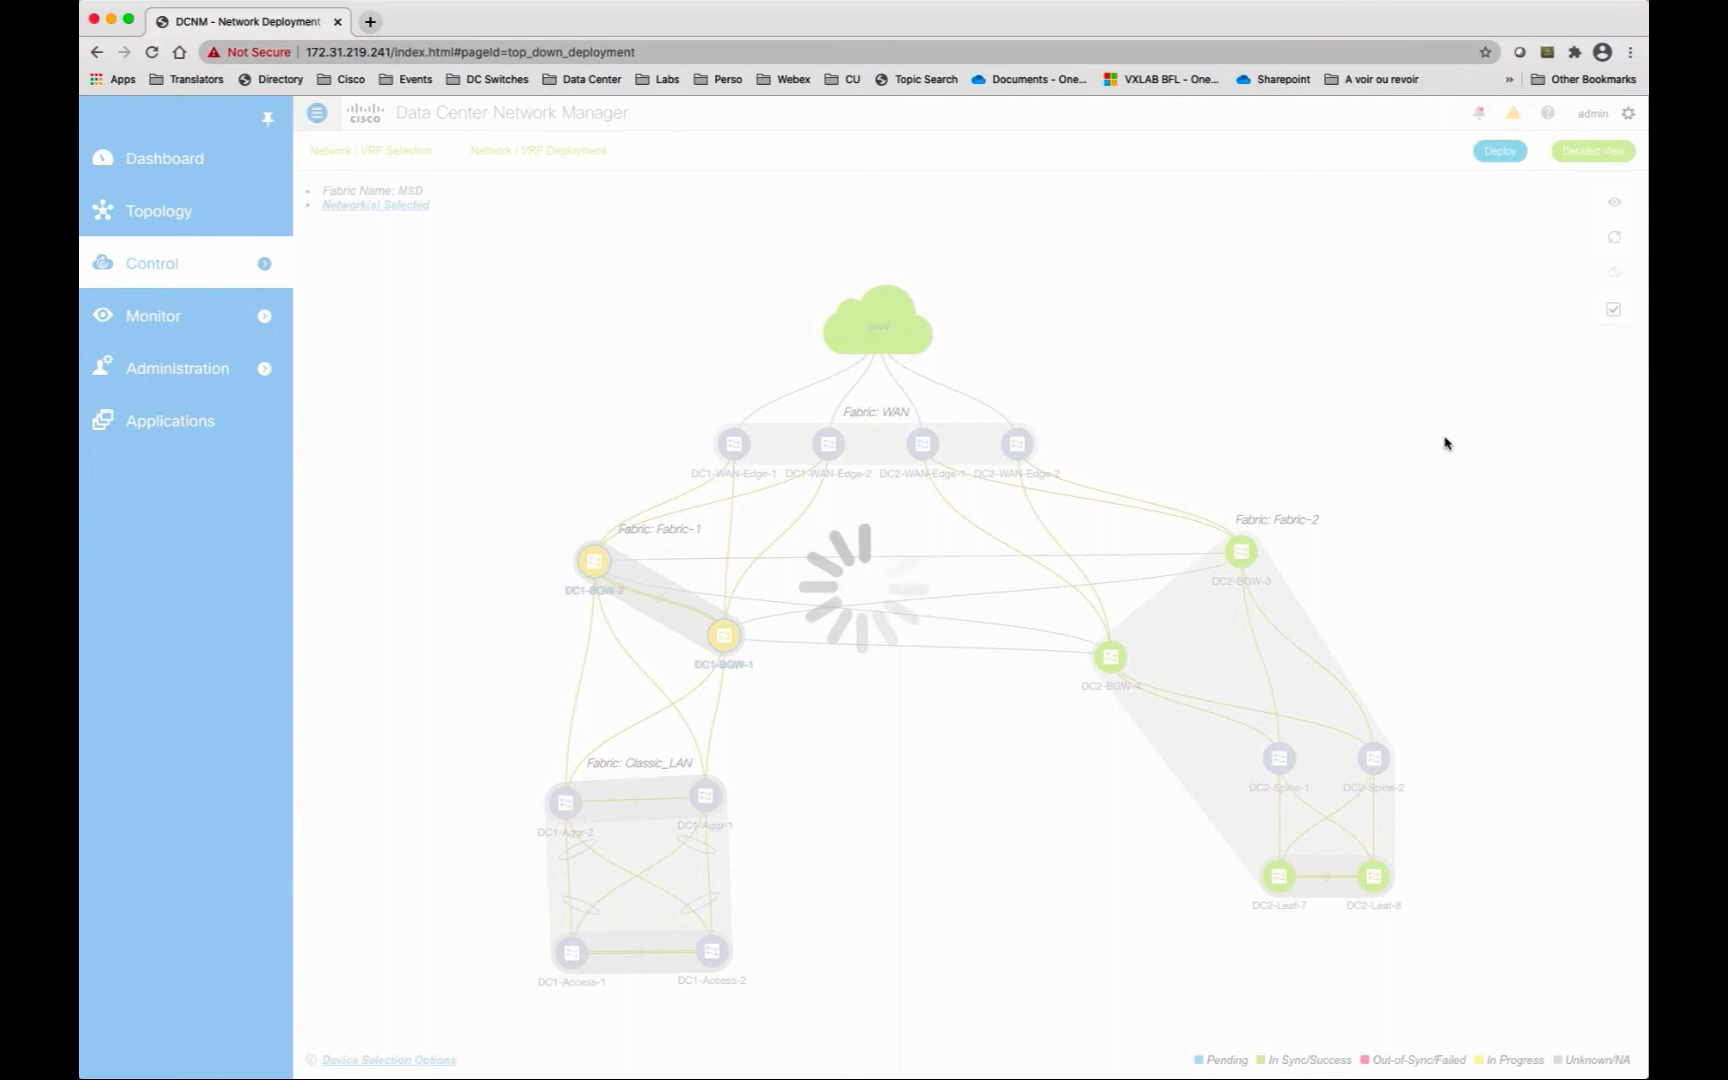 DCNM - Network Deployment
Not Secure | 172.31.219.241/index.html#pageId=top_down_deployment
Apps Translators Directory Cisco Events DC Switches Data Center Labs Perso Webex CU Topic Search Documents - One... VXLAB BFL - One... Sharepoint A voir ou revoir » Other Bookmarks
cisco Data Center Network Manager admin
Dashboard
Topology
Control
Monitor
Administration
Applications
Network / VRF Selection Network / VRF Deployment Deploy Detailed View
Fabric Name: MSD
Network(s) Selected
WAN
Fabric: WAN
DC1-WAN-Edge-1 DC1-WAN-Edge-2 DC2-WAN-Edge-1 DC2-WAN-Edge-2
Fabric: Fabric-1
Fabric: Fabric-2
DC1-BGW-2
DC2-BGW-3
DC1-BGW-1
DC2-BGW-4
Fabric: Classic_LAN
DC2-Spine-1 DC2-Spine-2
DC1-Aggr-2 DC1-Aggr-1
DC2-Leaf-7 DC2-Leaf-8
DC1-Access-1 DC1-Access-2
Device Selection Options
Pending In Sync/Success Out-of-Sync/Failed In Progress Unknown/NA